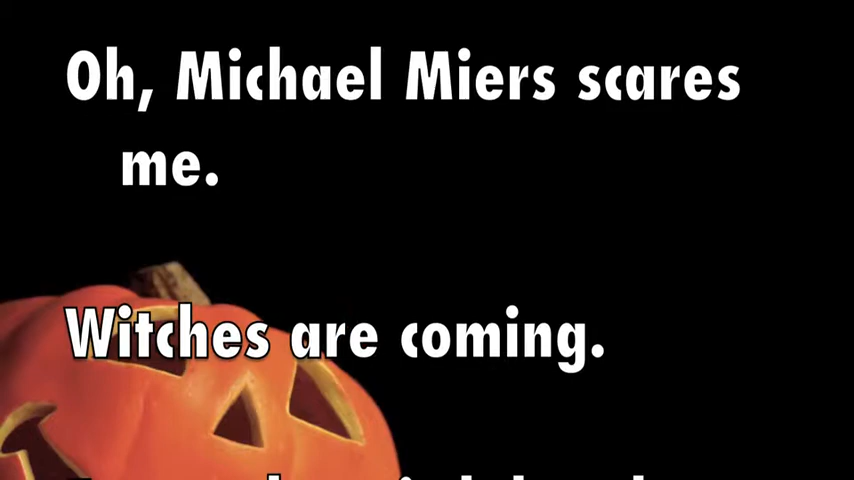 Oh, Michael Miers scares
me.
Witches are coming.